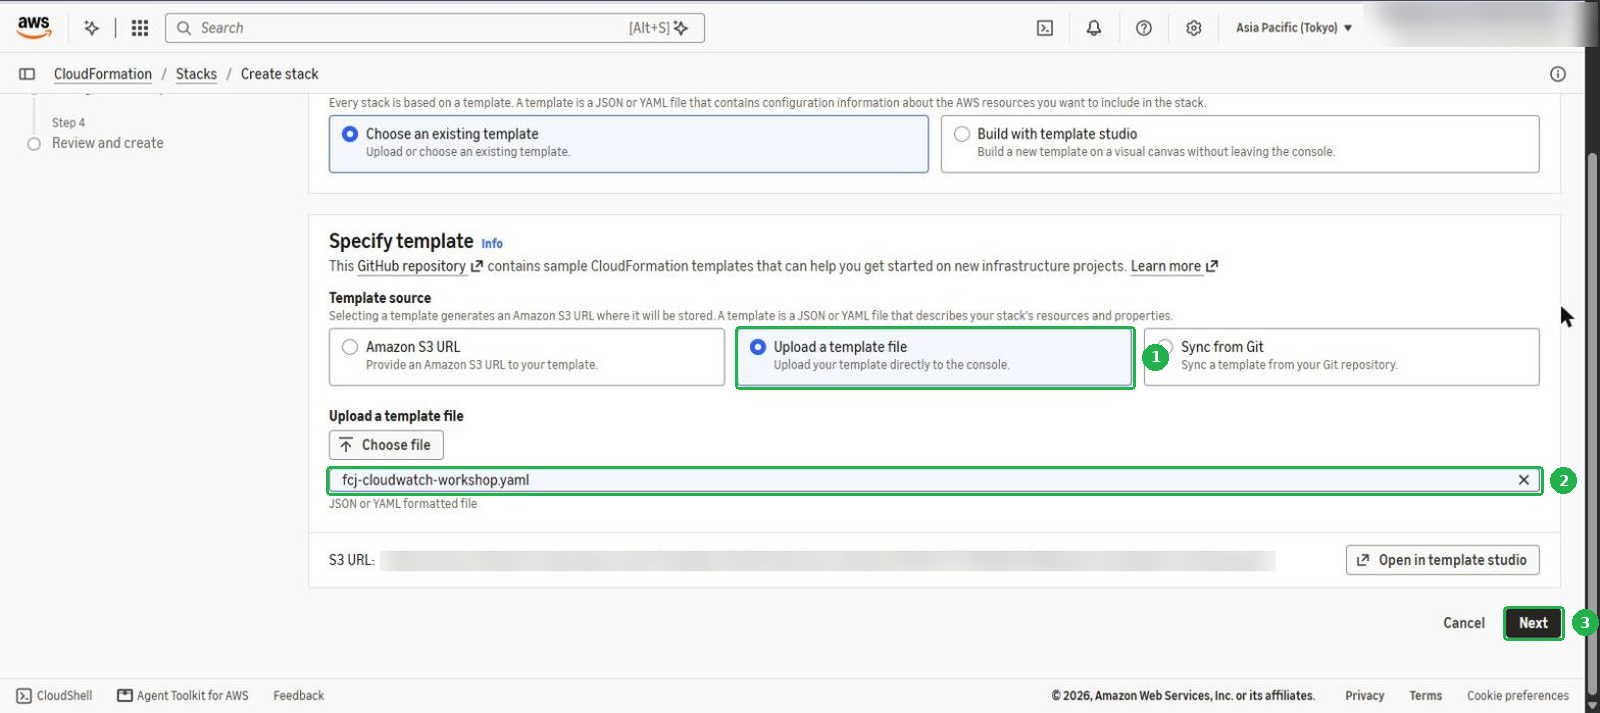 aws
Search [Alt+S]
Asia Pacific (Tokyo) ▼
CloudFormation / Stacks / Create stack
Step 4
Review and create
Every stack is based on a template. A template is a JSON or YAML file that contains configuration information about the AWS resources you want to include in the stack.
Choose an existing template
Upload or choose an existing template.
Build with template studio
Build a new template on a visual canvas without leaving the console.
Specify template Info
This GitHub repository contains sample CloudFormation templates that can help you get started on new infrastructure projects. Learn more
Template source
Selecting a template generates an Amazon S3 URL where it will be stored. A template is a JSON or YAML file that describes your stack's resources and properties.
Amazon S3 URL
Provide an Amazon S3 URL to your template.
Upload a template file
Upload your template directly to the console.
1
Sync from Git
Sync a template from your Git repository.
Upload a template file
Choose file
fcj-cloudwatch-workshop.yaml
2
JSON or YAML formatted file
S3 URL:
Open in template studio
Cancel
Next
3
CloudShell
Agent Toolkit for AWS
Feedback
© 2026, Amazon Web Services, Inc. or its affiliates.
Privacy
Terms
Cookie preferences